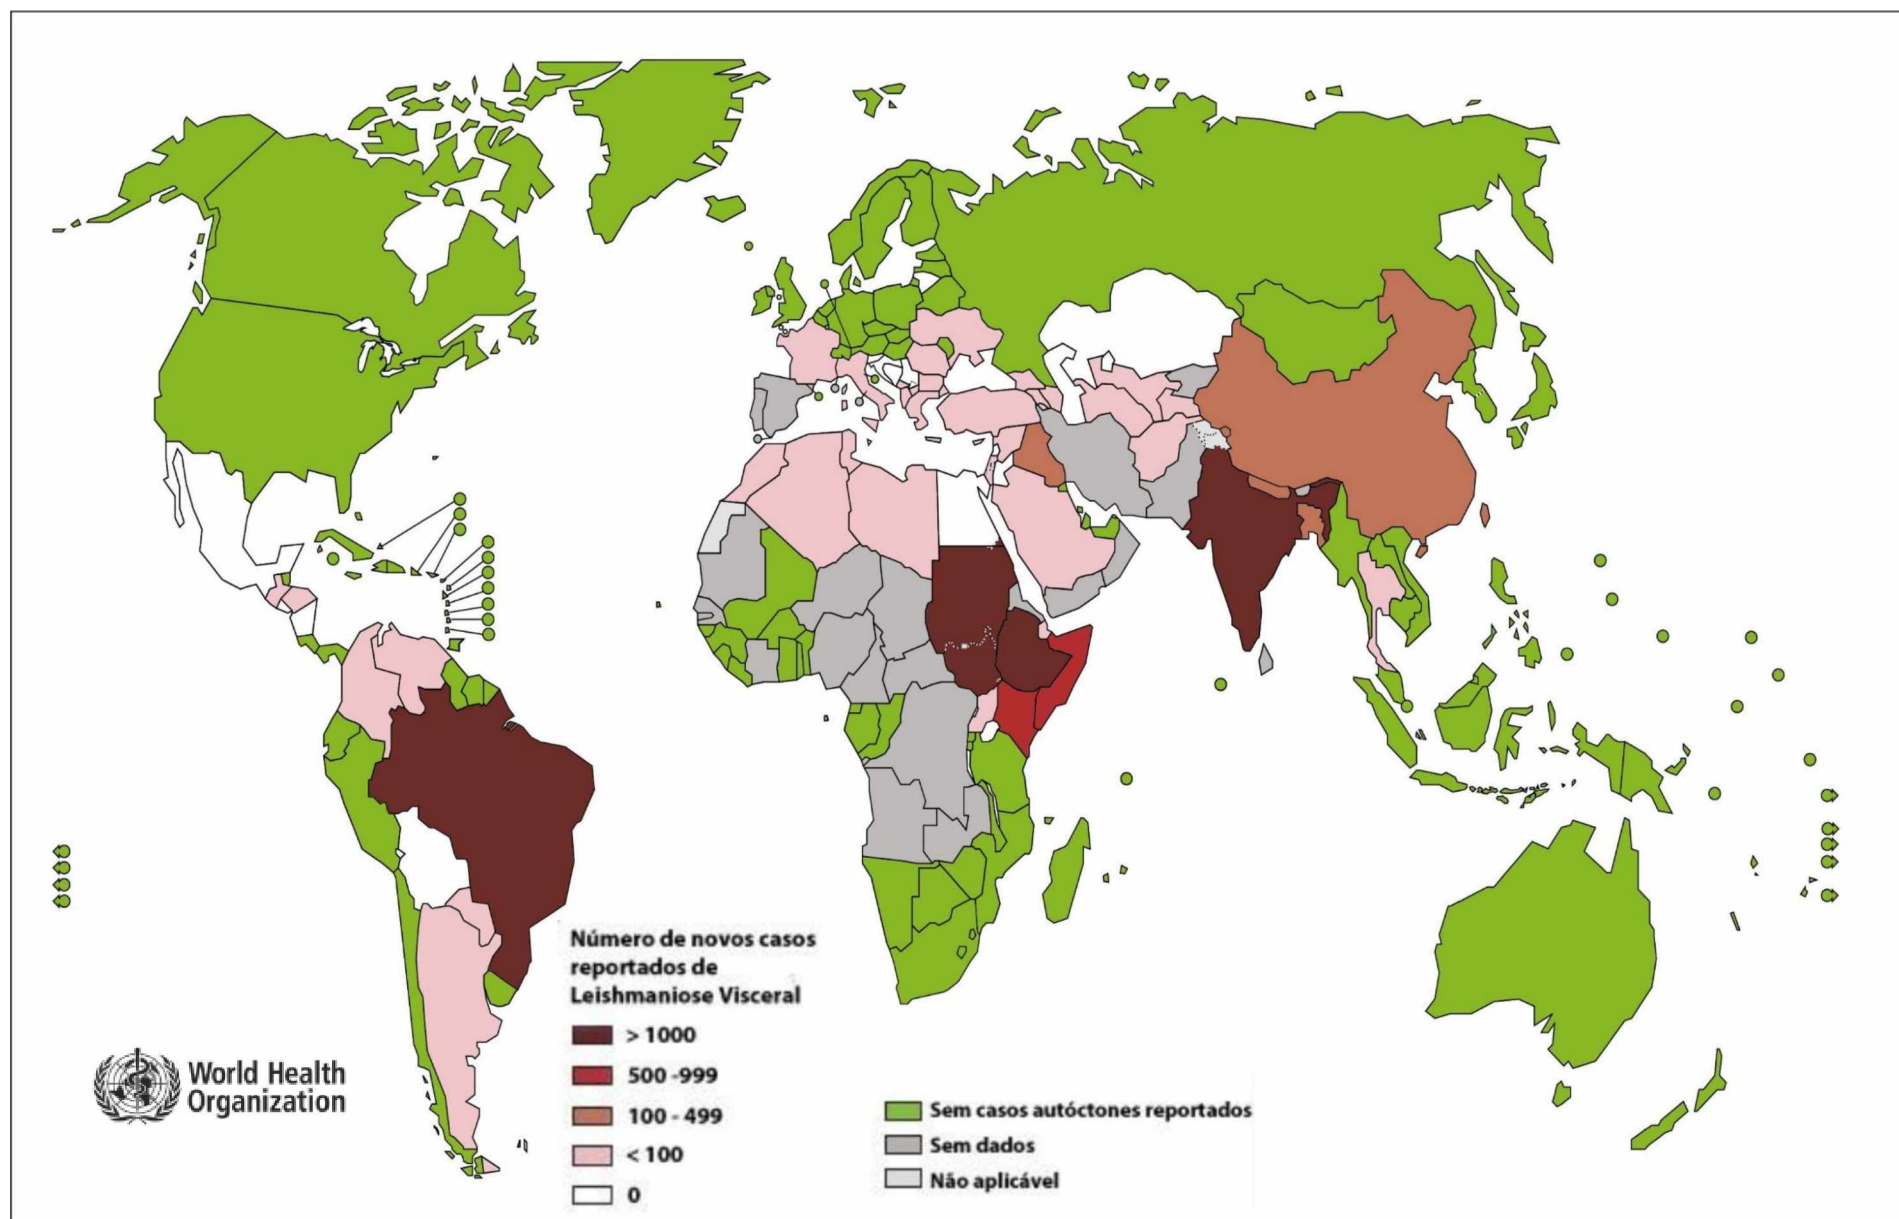 Número de novos casos
reportados de
Leishmaniose Visceral
> 1000
500 -999
100 - 499
< 100
0
Sem casos autóctones reportados
Sem dados
Não aplicável
World Health
Organization